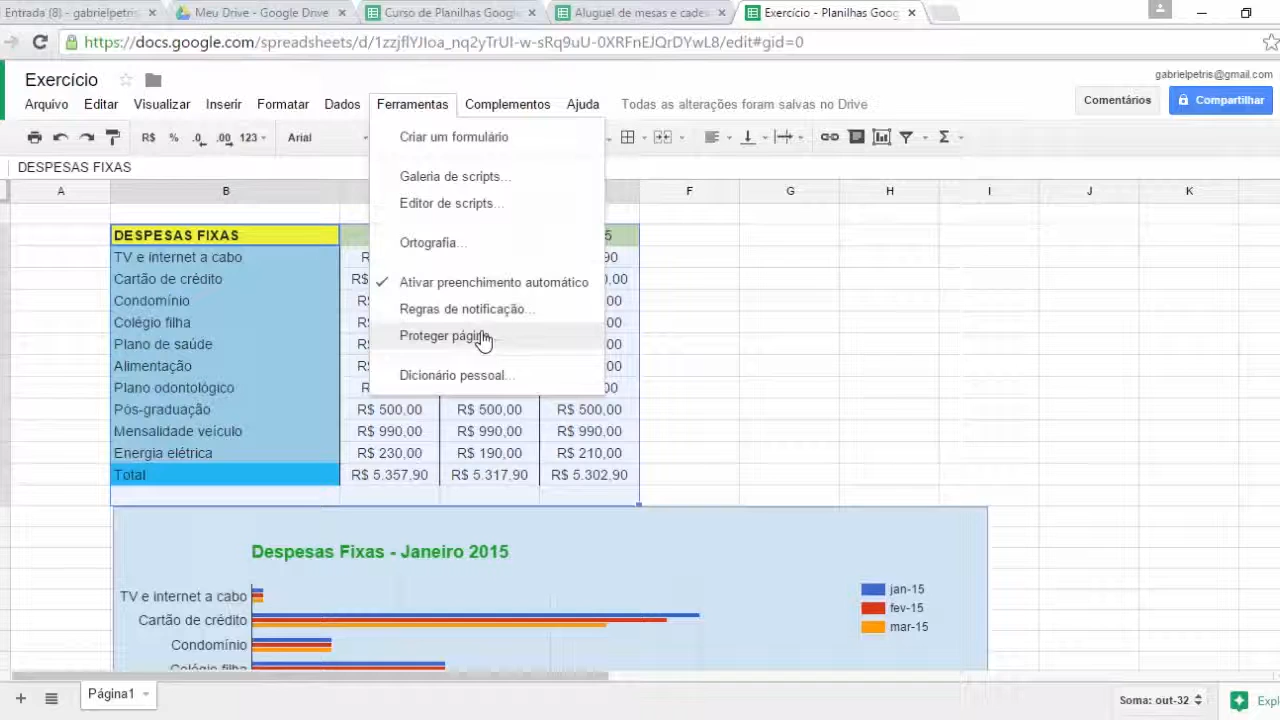 Entrada (8) - gabrielpetris
Meu Drive - Google Drive
Curso de Planilhas Google
Aluguel de mesas e cade
Exercício - Planilhas Goog
https://docs.google.com/spreadsheets/d/1zzjflYJIoa_nq2yTrUI-w-sRq9uU-0XRFnEJQrDYwL8/edit#gid=0
Exercício
gabrielpetris@gmail.com
Arquivo Editar Visualizar Inserir Formatar Dados Ferramentas Complementos Ajuda Todas as alterações foram salvas no Drive
Comentários
Compartilhar
R$ % .0 .00 123 Arial
DESPESAS FIXAS
A B F G H I J K
Criar um formulário
Galeria de scripts...
Editor de scripts...
Ortografia...
Ativar preenchimento automático
Regras de notificação...
Proteger
Dicionário pessoal...
DESPESAS FIXAS
TV e internet a cabo
Cartão de crédito
Condomínio
Colégio filha
Plano de saúde
Alimentação
Plano odontológico
Pós-graduação R$ 500,00 R$ 500,00 R$ 500,00
Mensalidade veículo R$ 990,00 R$ 990,00 R$ 990,00
Energia elétrica R$ 230,00 R$ 190,00 R$ 210,00
Total R$ 5.357,90 R$ 5.317,90 R$ 5.302,90
Despesas Fixas - Janeiro 2015
TV e internet a cabo
Cartão de crédito
Condomínio
Colégio filha
jan-15
fev-15
mar-15
Página1
Soma: out-32
Expl